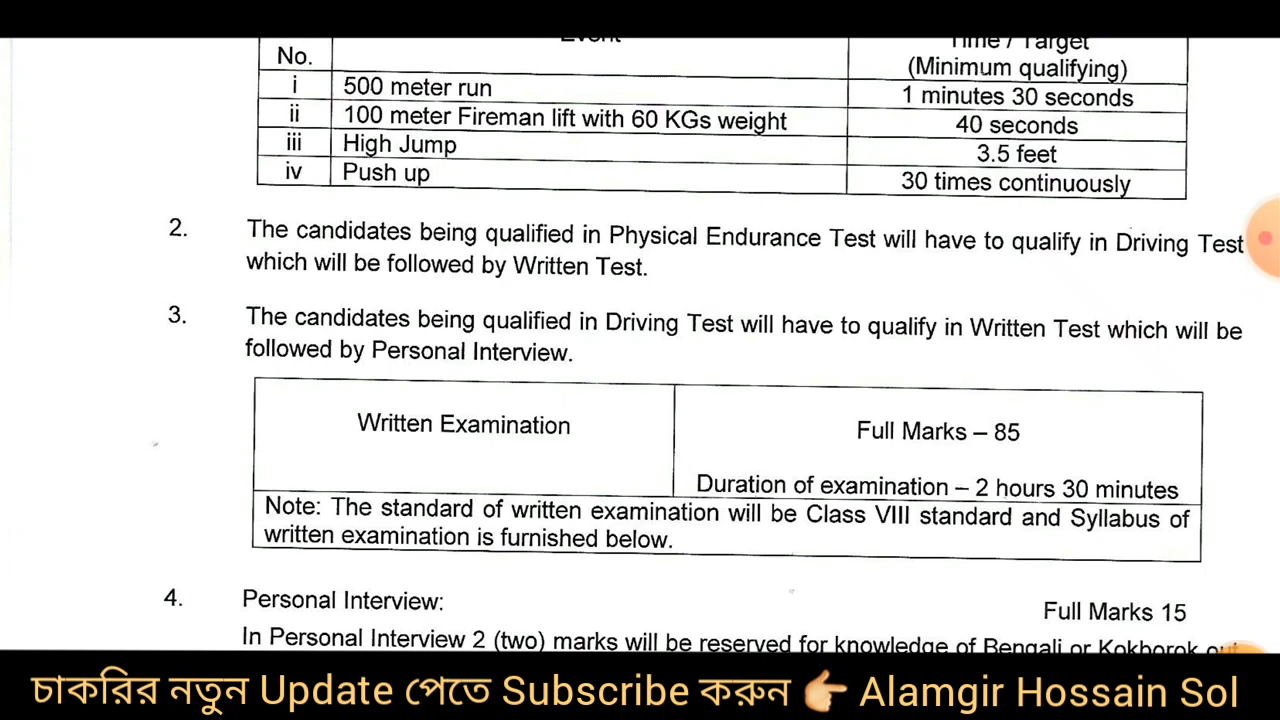 Event
Time / Target
No.
(Minimum qualifying)
i 500 meter run 1 minutes 30 seconds
ii 100 meter Fireman lift with 60 KGs weight 40 seconds
iii High Jump 3.5 feet
iv Push up 30 times continuously
2. The candidates being qualified in Physical Endurance Test will have to qualify in Driving Test
which will be followed by Written Test.
3. The candidates being qualified in Driving Test will have to qualify in Written Test which will be
followed by Personal Interview.
Written Examination Full Marks – 85
Duration of examination – 2 hours 30 minutes
Note: The standard of written examination will be Class VIII standard and Syllabus of
written examination is furnished below.
4. Personal Interview: Full Marks 15
In Personal Interview 2 (two) marks will be reserved for knowledge of Bengali or Kokborok out
চাকরির নতুন Update পেতে Subscribe করুন 👉 Alamgir Hossain Sol